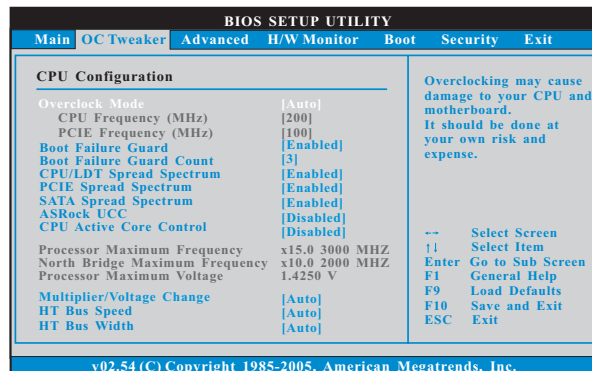 BIOS SETUP UTILITY
Main OC Tweaker Advanced H/W Monitor Boot Security Exit
CPU Configuration
Overclock Mode [Auto]
CPU Frequency (MHz) [200]
PCIE Frequency (MHz) [100]
Boot Failure Guard [Enabled]
Boot Failure Guard Count [3]
CPU/LDT Spread Spectrum [Enabled]
PCIE Spread Spectrum [Enabled]
SATA Spread Spectrum [Enabled]
ASRock UCC [Disabled]
CPU Active Core Control [Disabled]
Processor Maximum Frequency x15.0 3000 MHZ
North Bridge Maximum Frequency x10.0 2000 MHZ
Processor Maximum Voltage 1.4250 V
Multiplier/Voltage Change [Auto]
HT Bus Speed [Auto]
HT Bus Width [Auto]
Overclocking may cause
damage to your CPU and
motherboard.
It should be done at
your own risk and
expense.
←→ Select Screen
↑↓ Select Item
Enter Go to Sub Screen
F1 General Help
F9 Load Defaults
F10 Save and Exit
ESC Exit
v02.54 (C) Copyright 1985-2005, American Megatrends, Inc.